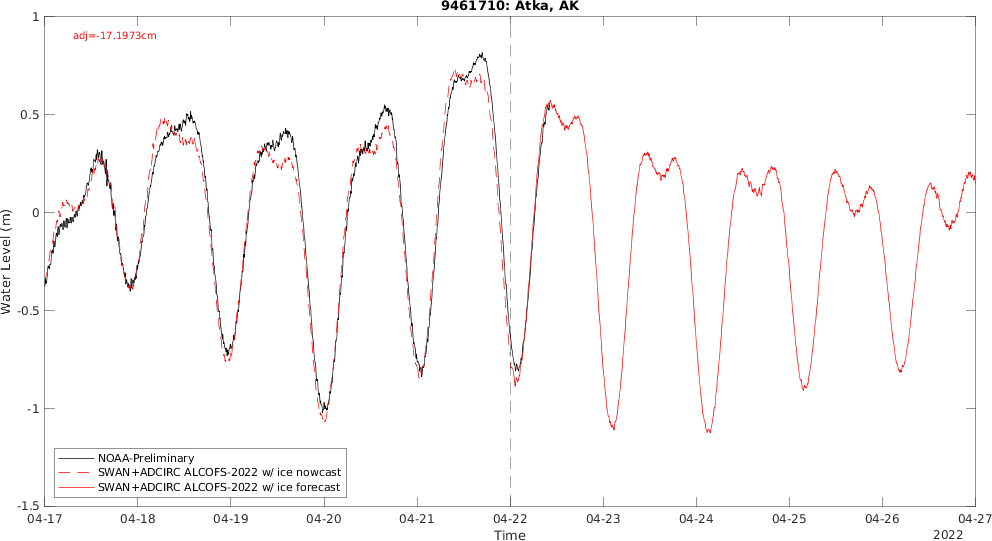 9461710: Atka, AK
adj=-17.1973cm
1
0.5
0
-0.5
-1
-1.5
Water Level (m)
NOAA-Preliminary
SWAN+ADCIRC ALCOFS-2022 w/ ice nowcast
SWAN+ADCIRC ALCOFS-2022 w/ ice forecast
04-17 04-18 04-19 04-20 04-21 04-22 04-23 04-24 04-25 04-26 04-27
Time
2022